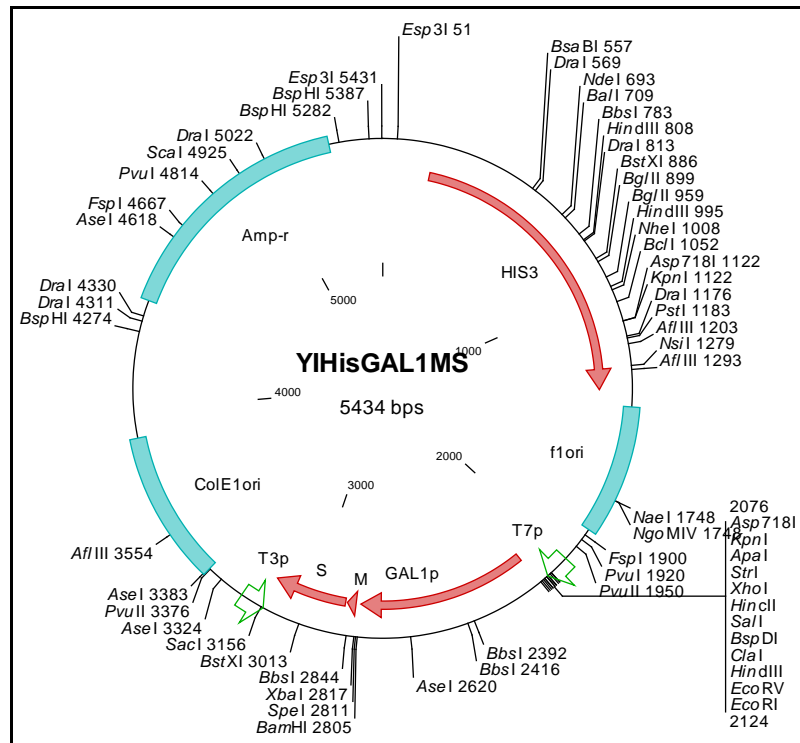 Esp3I 51
Esp3I 5431
BspHI 5387
BspHI 5282
DraI 5022
ScaI 4925
PvuI 4814
FspI 4667
AseI 4618
DraI 4330
DraI 4311
BspHI 4274
BsaBI 557
DraI 569
NdeI 693
BalI 709
BbsI 783
HindIII 808
DraI 813
BstXI 886
BglII 899
BglII 959
HindIII 995
NheI 1008
BclI 1052
Asp718I 1122
KpnI 1122
DraI 1176
PstI 1183
AflIII 1203
NsiI 1279
AflIII 1293
Amp-r
HIS3
5000
1000
YIHisGAL1MS
4000
5434 bps
2000
3000
f1ori
ColE1ori
T7p
T3p
S
M
GAL1p
NaeI 1748
NgoMIV 1748
FspI 1900
PvuI 1920
PvuII 1950
2076
Asp718I
KpnI
ApaI
StrI
XhoI
HincII
SalI
BspDI
ClaI
HindIII
EcoRV
EcoRI
2124
AflIII 3554
AseI 3383
PvuII 3376
AseI 3324
SacI 3156
BstXI 3013
BbsI 2844
XbaI 2817
SpeI 2811
BamHI 2805
BbsI 2392
BbsI 2416
AseI 2620